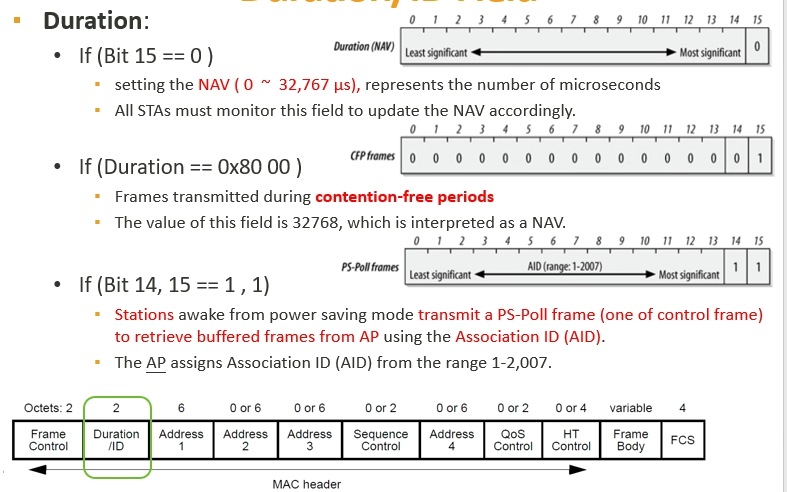 Duration/ID Field
Duration:
If (Bit 15 == 0 )
setting the NAV ( 0 ~ 32,767 µs), represents the number of microseconds
All STAs must monitor this field to update the NAV accordingly.
0 1 2 3 4 5 6 7 8 9 10 11 12 13 14 15
Duration (NAV) Least significant Most significant 0
If (Duration == 0x80 00 )
Frames transmitted during contention-free periods
The value of this field is 32768, which is interpreted as a NAV.
0 1 2 3 4 5 6 7 8 9 10 11 12 13 14 15
CFP frames 0 0 0 0 0 0 0 0 0 0 0 0 0 0 0 1
If (Bit 14, 15 == 1 , 1)
Stations awake from power saving mode transmit a PS-Poll frame (one of control frame)
to retrieve buffered frames from AP using the Association ID (AID).
The AP assigns Association ID (AID) from the range 1-2,007.
0 1 2 3 4 5 6 7 8 9 10 11 12 13 14 15
PS-Poll frames Least significant AID (range: 1-2007) Most significant 1 1
Octets: 2 2 6 0 or 6 0 or 6 0 or 2 0 or 6 0 or 2 0 or 4 variable 4
Frame Duration Address Address Address Sequence Address QoS HT Frame FCS
Control /ID 1 2 3 Control 4 Control Control Body
MAC header